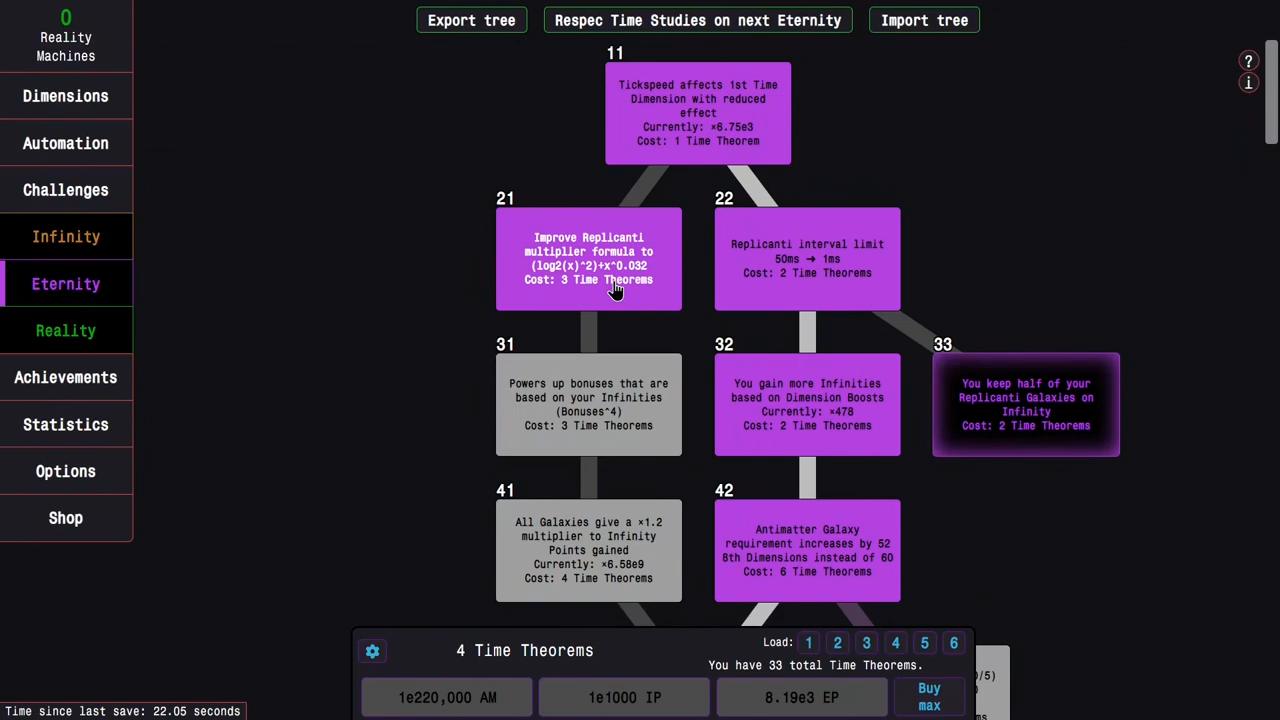 0
Reality
Machines
Dimensions
Automation
Challenges
Infinity
Eternity
Reality
Achievements
Statistics
Options
Shop
Export tree
Respec Time Studies on next Eternity
Import tree
?
i
11
Tickspeed affects 1st Time
Dimension with reduced
effect
Currently: ×6.75e3
Cost: 1 Time Theorem
21
Improve Replicanti
multiplier formula to
(log2(x)^2)+x^0.032
Cost: 3 Time Theorems
22
Replicanti interval limit
50ms → 1ms
Cost: 2 Time Theorems
31
Powers up bonuses that are
based on your Infinities
(Bonuses^4)
Cost: 3 Time Theorems
32
You gain more Infinities
based on Dimension Boosts
Currently: ×478
Cost: 2 Time Theorems
33
You keep half of your
Replicanti Galaxies on
Infinity
Cost: 2 Time Theorems
41
All Galaxies give a ×1.2
multiplier to Infinity
Points gained
Currently: ×6.58e9
Cost: 4 Time Theorems
42
Antimatter Galaxy
requirement increases by 52
8th Dimensions instead of 60
Cost: 6 Time Theorems
4 Time Theorems
Load: 1 2 3 4 5 6
You have 33 total Time Theorems.
1e220,000 AM
1e1000 IP
8.19e3 EP
Buy
max
Time since last save: 22.05 seconds